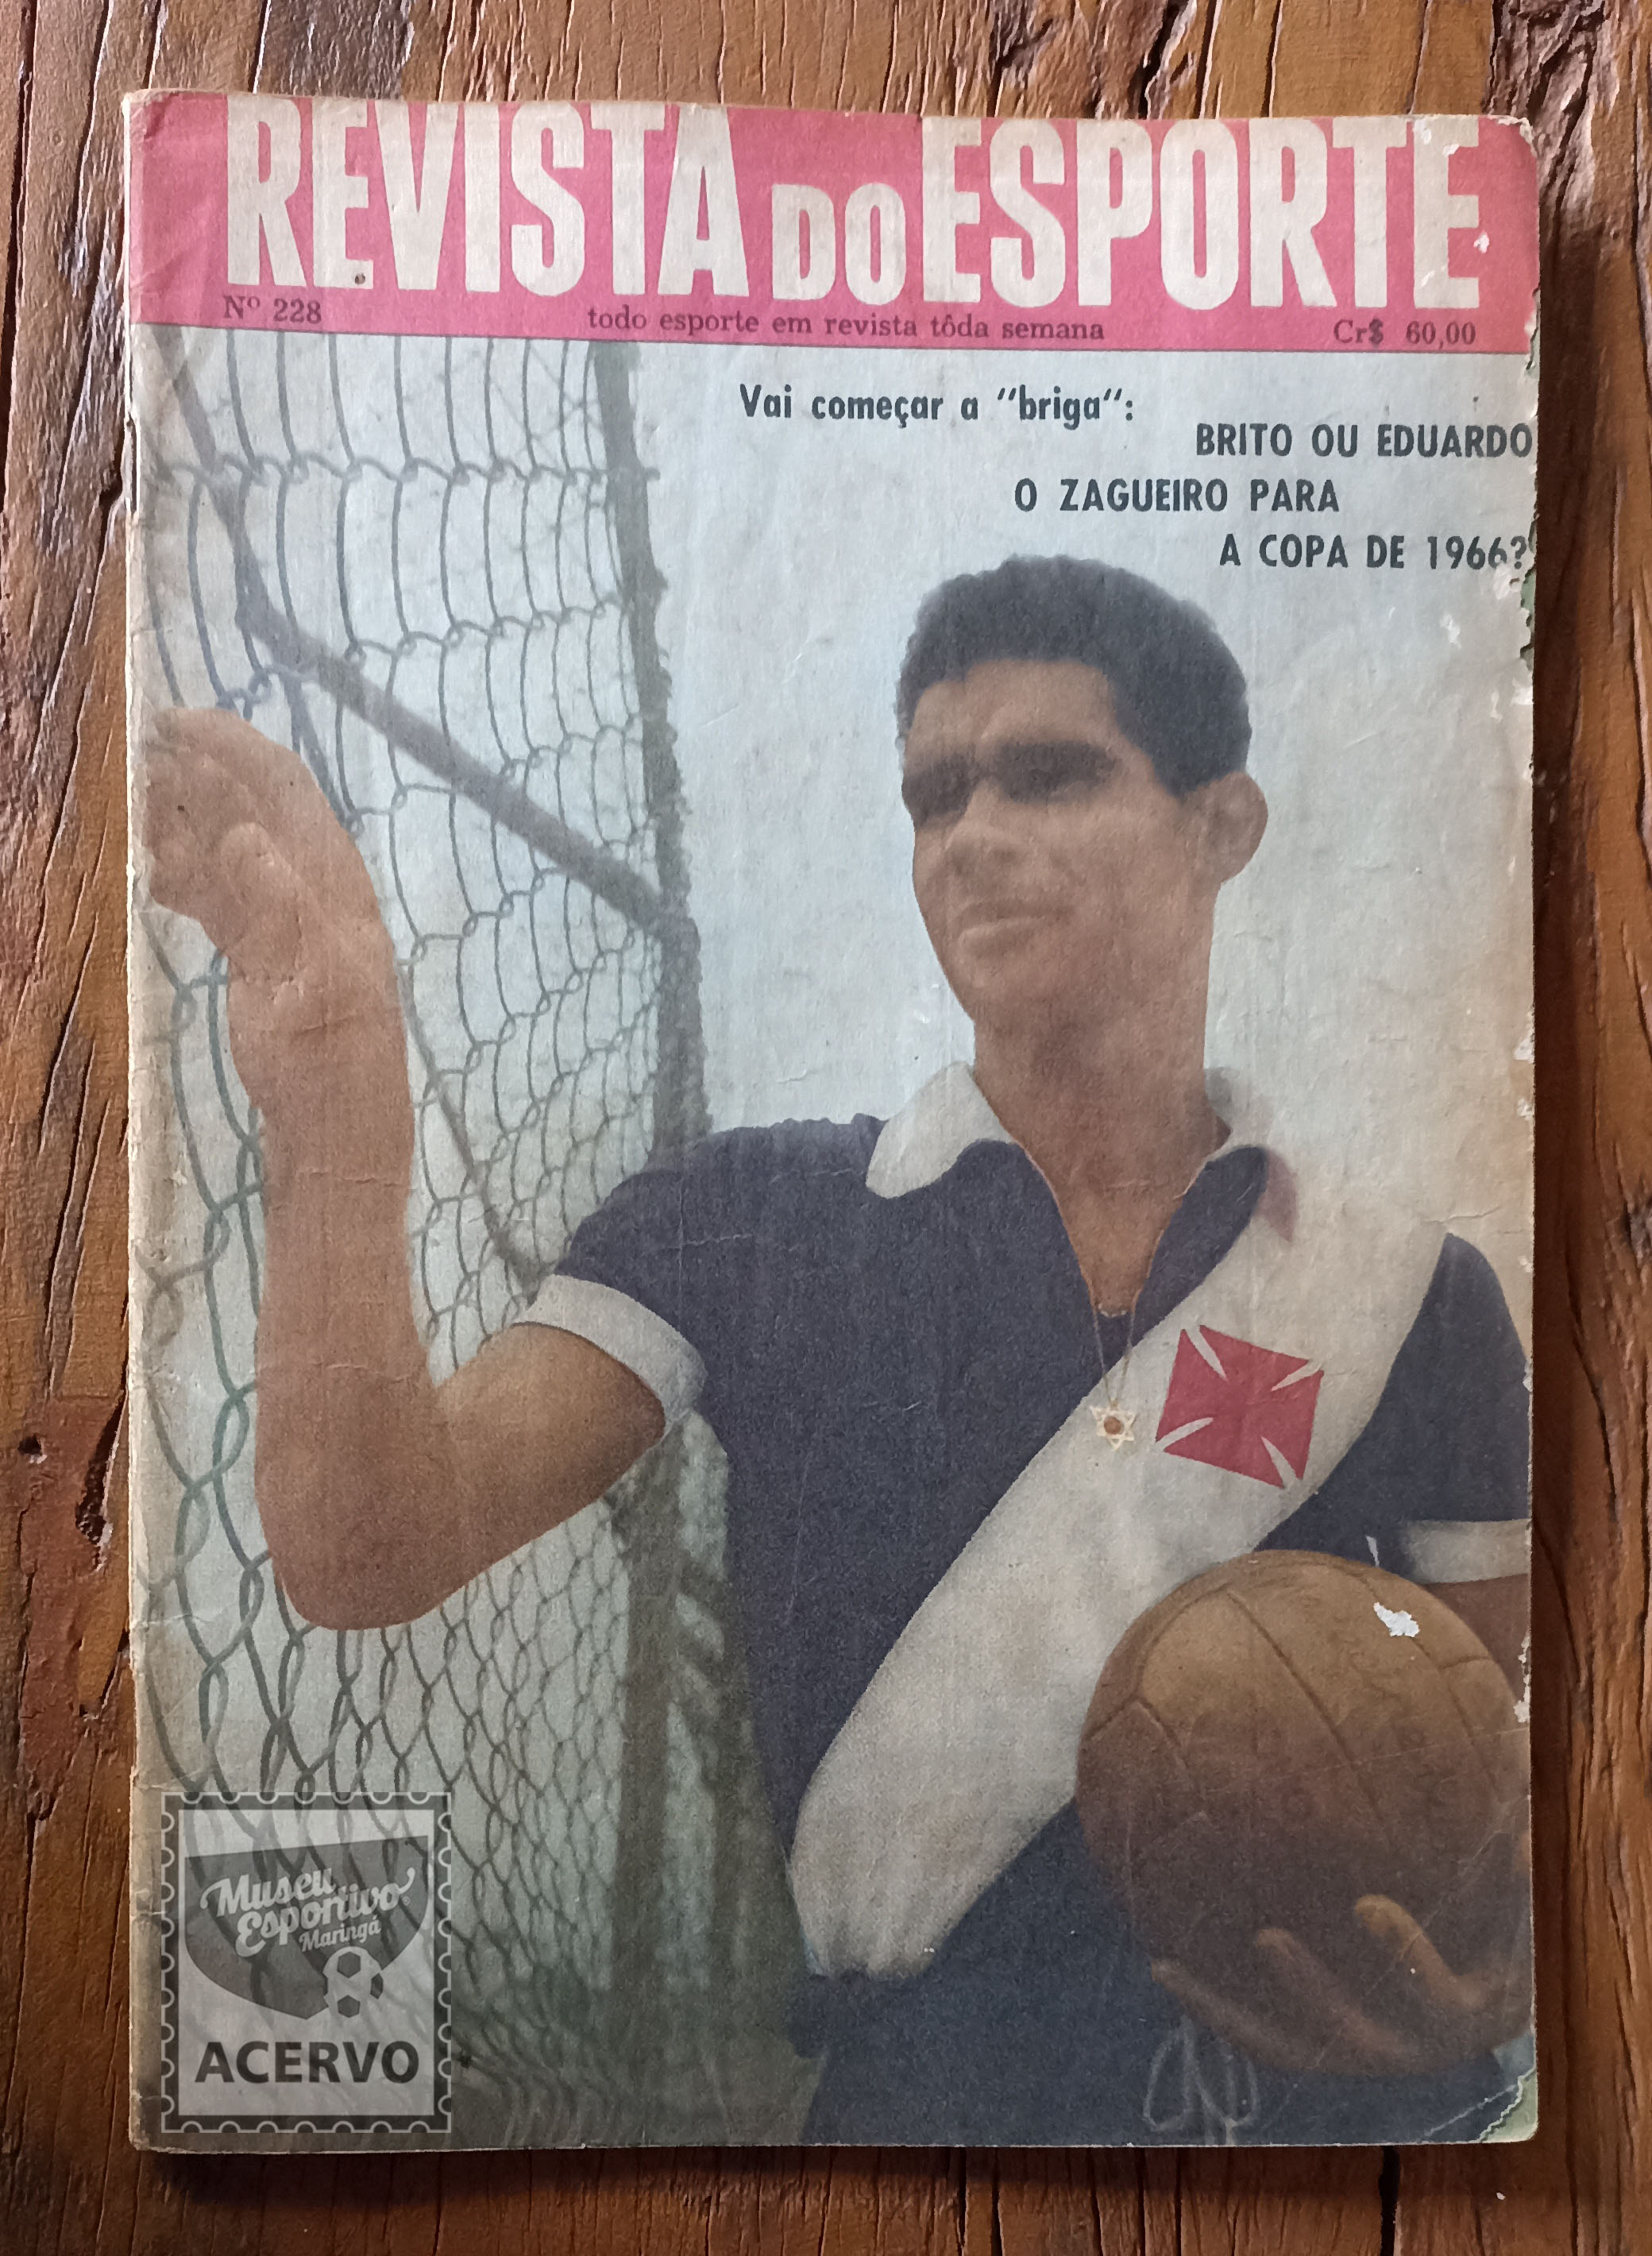 REVISTA DO ESPORTE
Nº 228
todo esporte em revista tôda semana
Cr$ 60,00
Vai começar a “briga“:
BRITO OU EDUARDO
O ZAGUEIRO PARA
A COPA DE 1966?
Museu
Esportivo
Maringá
ACERVO